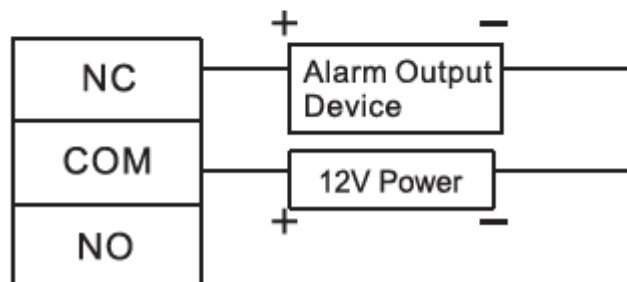 + −
NC
Alarm Output
Device
COM
12V Power
+ −
NO